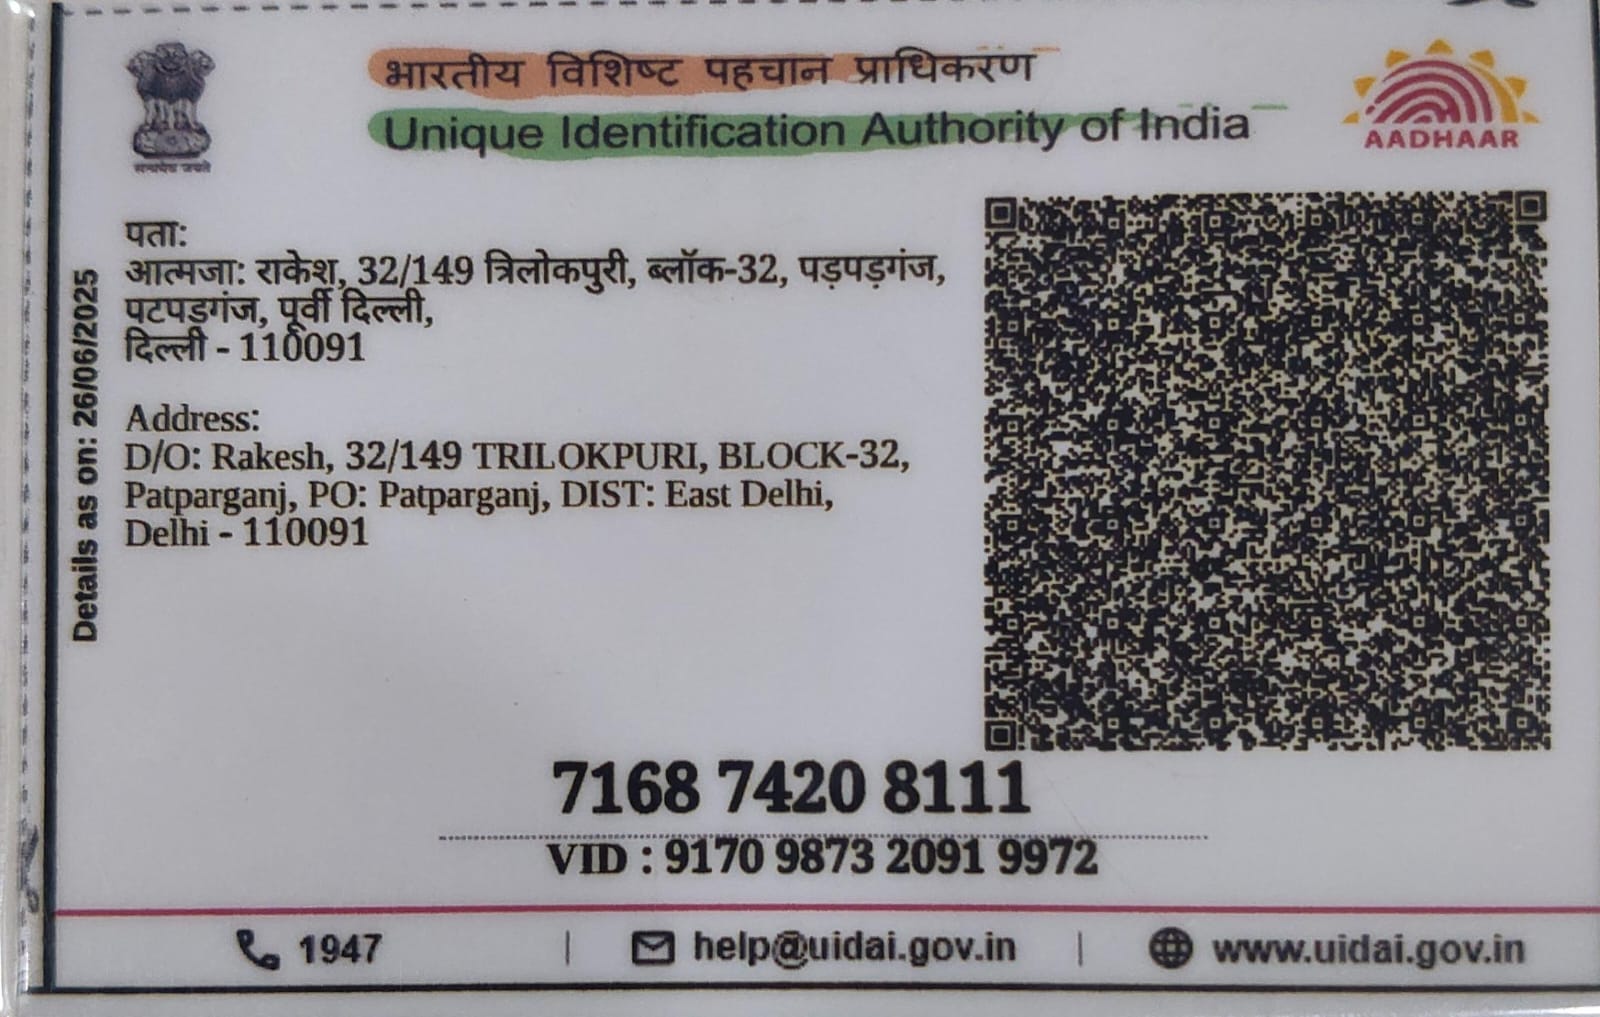 भारतीय विशिष्ट पहचान प्राधिकरण
Unique Identification Authority of India
AADHAAR
सत्यमेव जयते
Details as on: 26/06/2025
पता:
आत्मजा: राकेश, 32/149 त्रिलोकपुरी, ब्लॉक-32, पड़पड़गंज,
पटपड़गंज, पूर्वी दिल्ली,
दिल्ली - 110091
Address:
D/O: Rakesh, 32/149 TRILOKPURI, BLOCK-32,
Patparganj, PO: Patparganj, DIST: East Delhi,
Delhi - 110091
7168 7420 8111
VID : 9170 9873 2091 9972
1947 | help@uidai.gov.in | www.uidai.gov.in